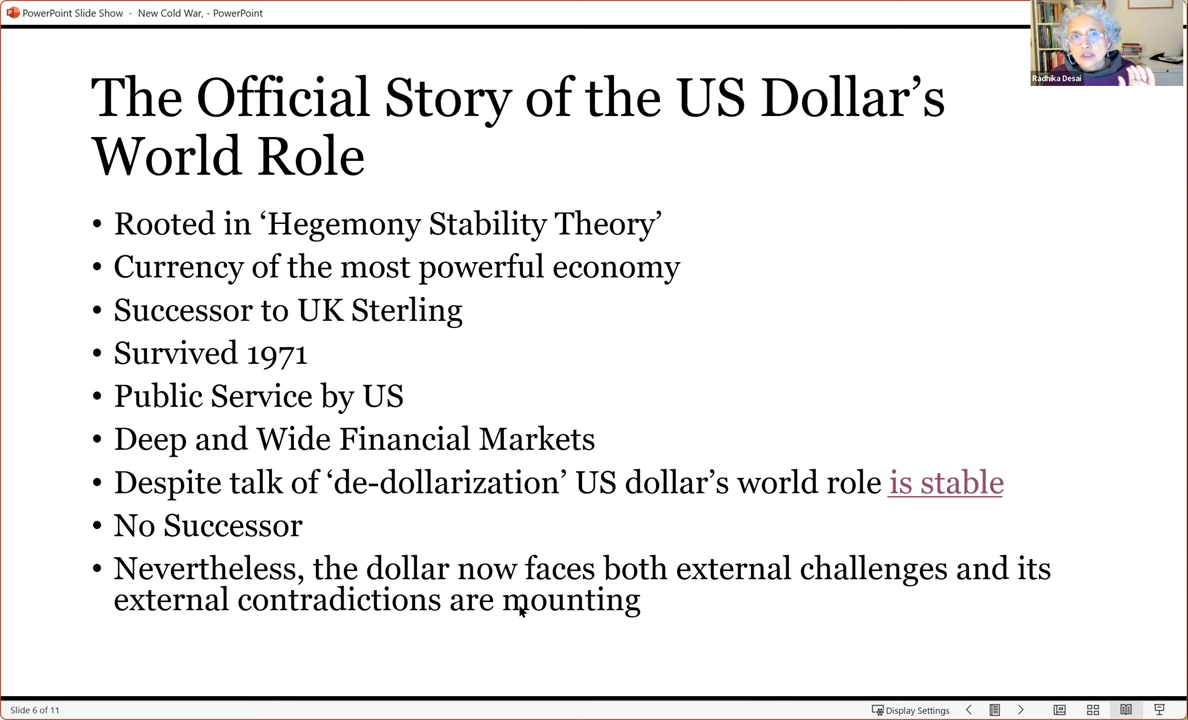 PowerPoint Slide Show - New Cold War, - PowerPoint
Radhika Desai
The Official Story of the US Dollar’s
World Role
• Rooted in ‘Hegemony Stability Theory’
• Currency of the most powerful economy
• Successor to UK Sterling
• Survived 1971
• Public Service by US
• Deep and Wide Financial Markets
• Despite talk of ‘de-dollarization’ US dollar’s world role is stable
• No Successor
• Nevertheless, the dollar now faces both external challenges and its
external contradictions are mounting
Slide 6 of 11
Display Settings